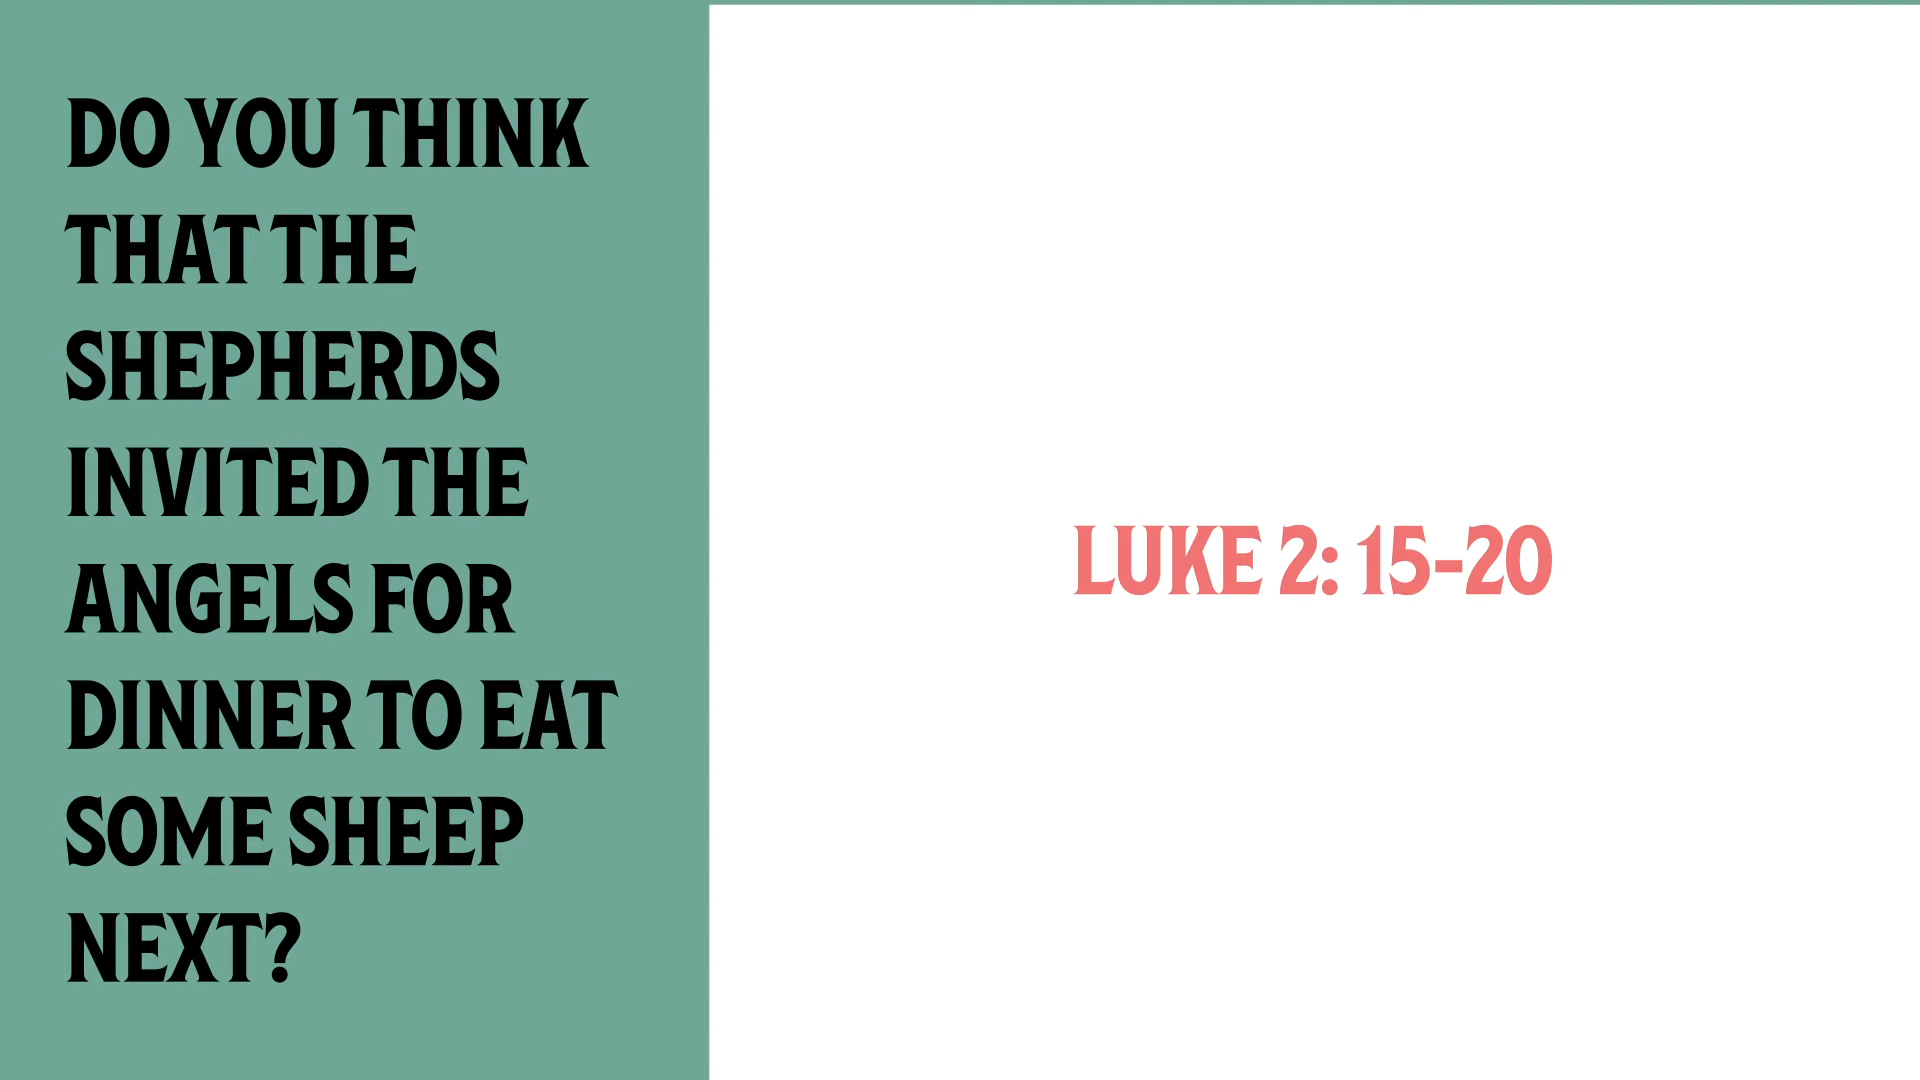 DO YOU THINK
THAT THE
SHEPHERDS
INVITED THE
ANGELS FOR
DINNER TO EAT
SOME SHEEP
NEXT?
LUKE 2: 15-20